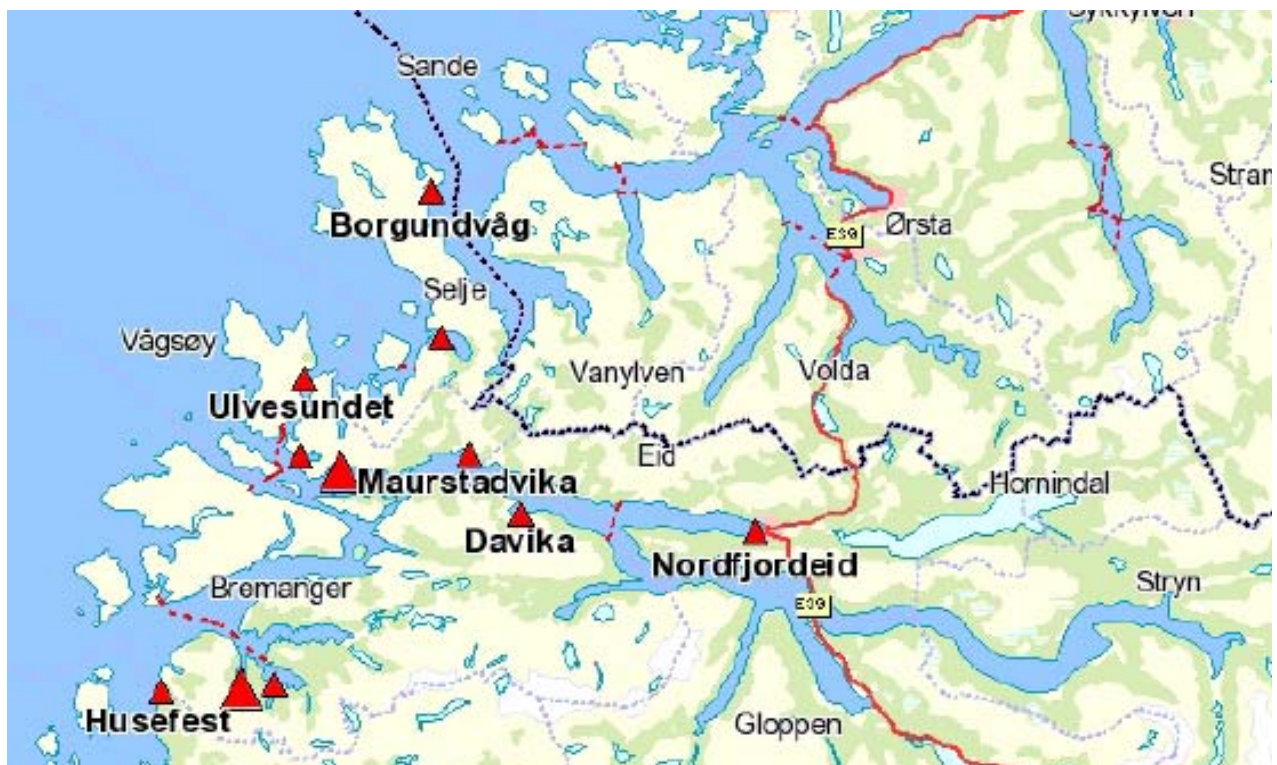 Sykkylven
Sande
Stran
Borgundvåg
Ørsta
E39
Selje
Vågsøy
Vanylven
Volda
Ulvesundet
Eid
Maurstadvika
Hornindal
Davika
Nordfjordeid
Bremanger
Stryn
E39
Husefest
Gloppen